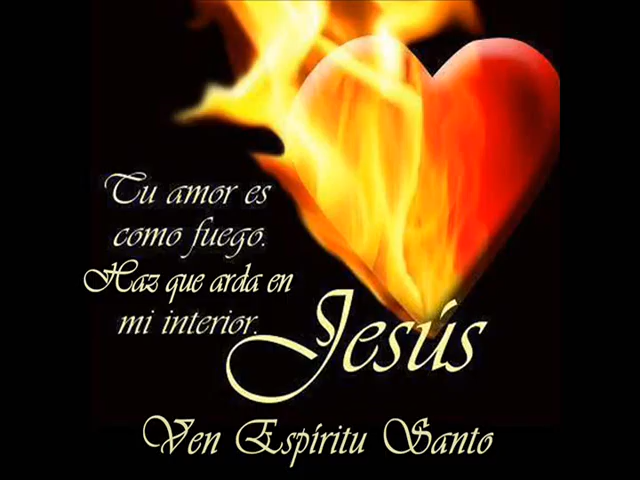 Tu amor es
como fuego.
Haz que arda en
mi interior.
Jesús
Ven Espíritu Santo